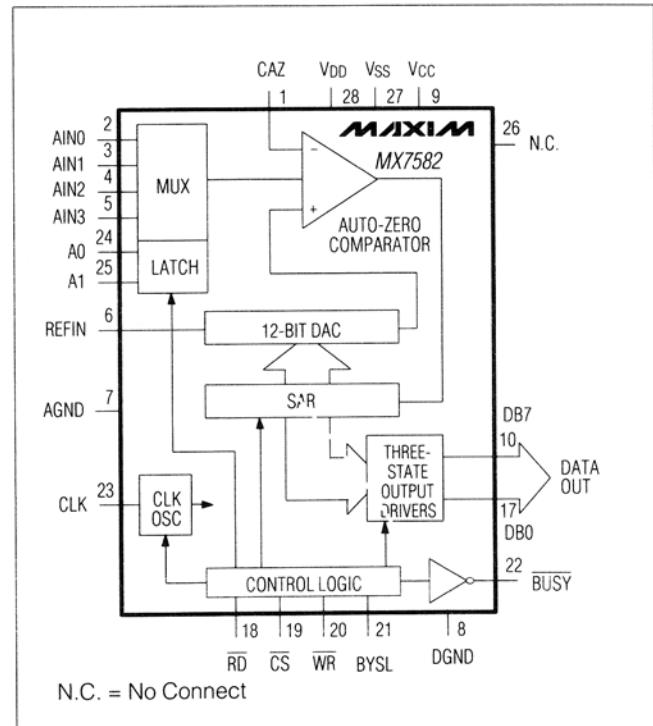 CAZ VDD VSS VCC
1 28 27 9
MAXIM
MX7582
26
N.C.
2
AIN0
3
AIN1
4
AIN2
5
AIN3
MUX
24
A0
25
A1
LATCH
−
+
AUTO-ZERO
COMPARATOR
6
REFIN
12-BIT DAC
7
AGND
SAR
DB7
10
THREE-
STATE
OUTPUT
DRIVERS
DATA
OUT
17
DB0
23
CLK
CLK
OSC
CONTROL LOGIC
22
BUSY
18 19 20 21 8
RD CS WR BYSL DGND
N.C. = No Connect